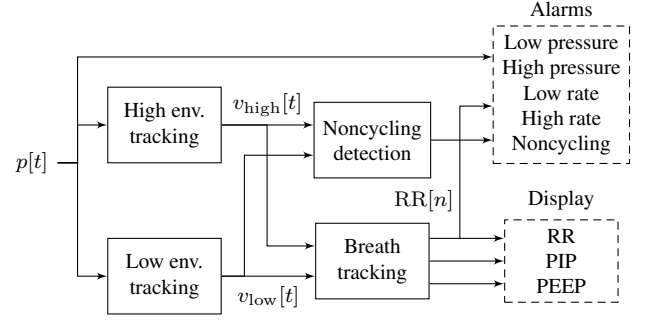 Alarms
Low pressure
High pressure
Low rate
High rate
Noncycling
High env.
tracking
v_high[t]
Noncycling
detection
p[t]
RR[n]
Display
Low env.
tracking
v_low[t]
Breath
tracking
RR
PIP
PEEP